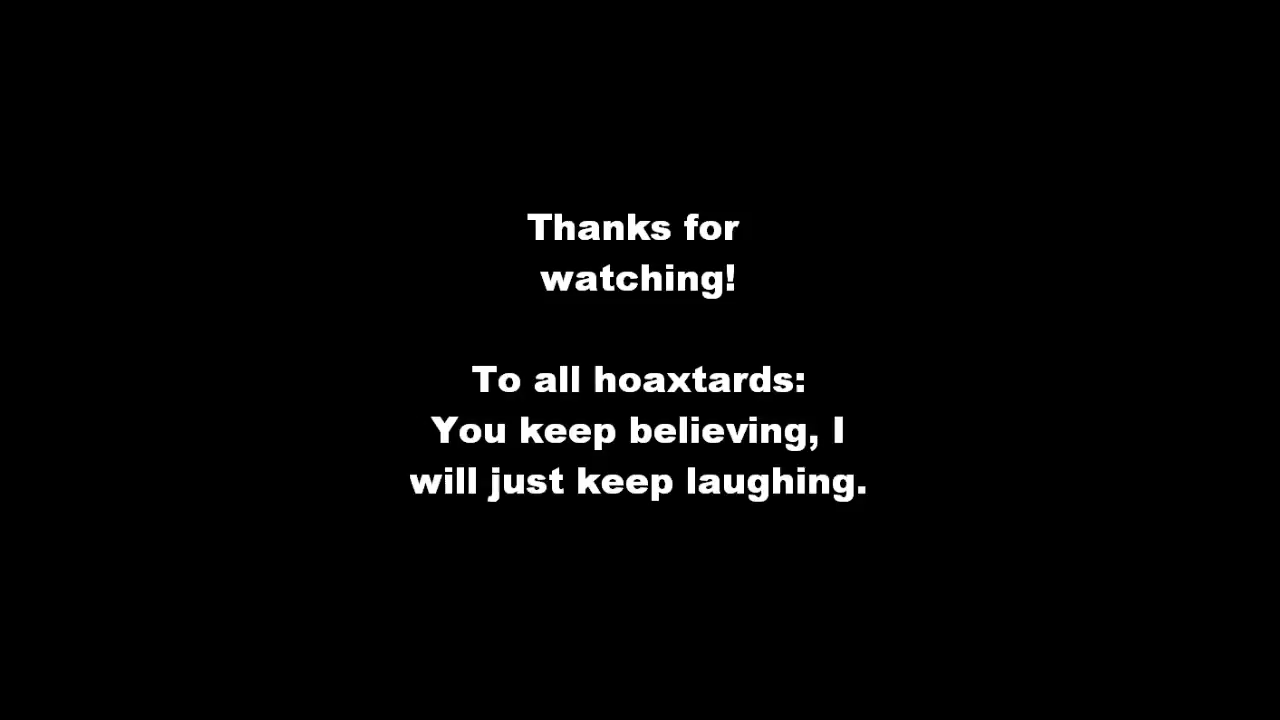 Thanks for
watching!
To all hoaxtards:
You keep believing, I
will just keep laughing.